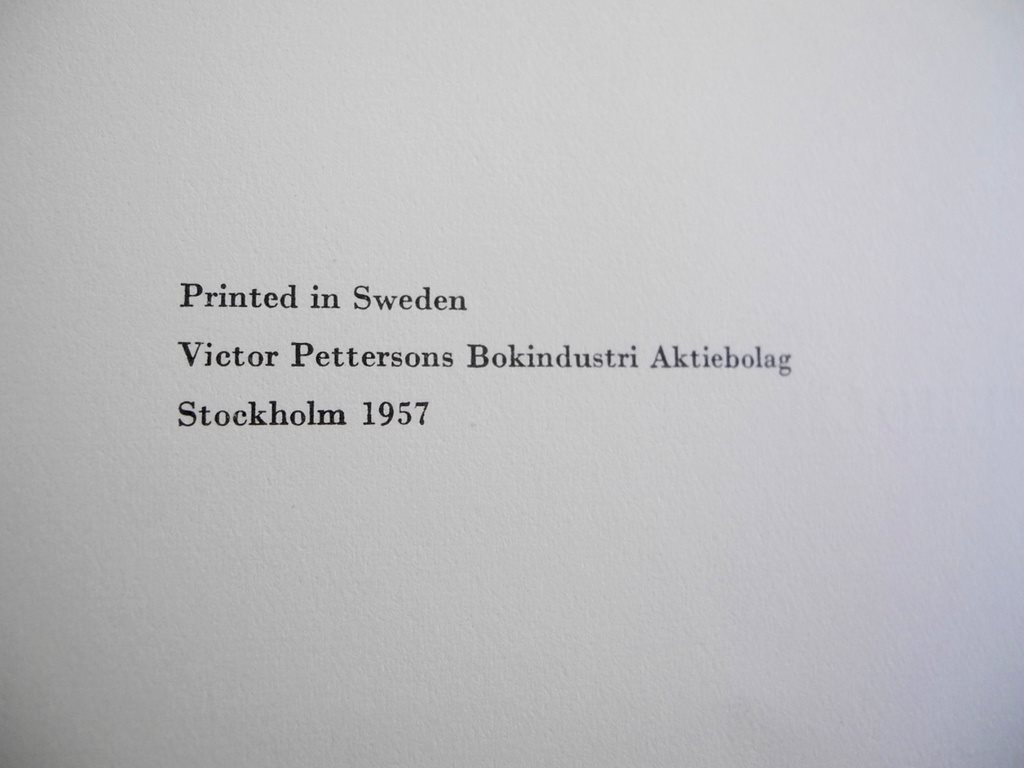 Printed in Sweden
Victor Pettersons Bokindustri Aktiebolag
Stockholm 1957